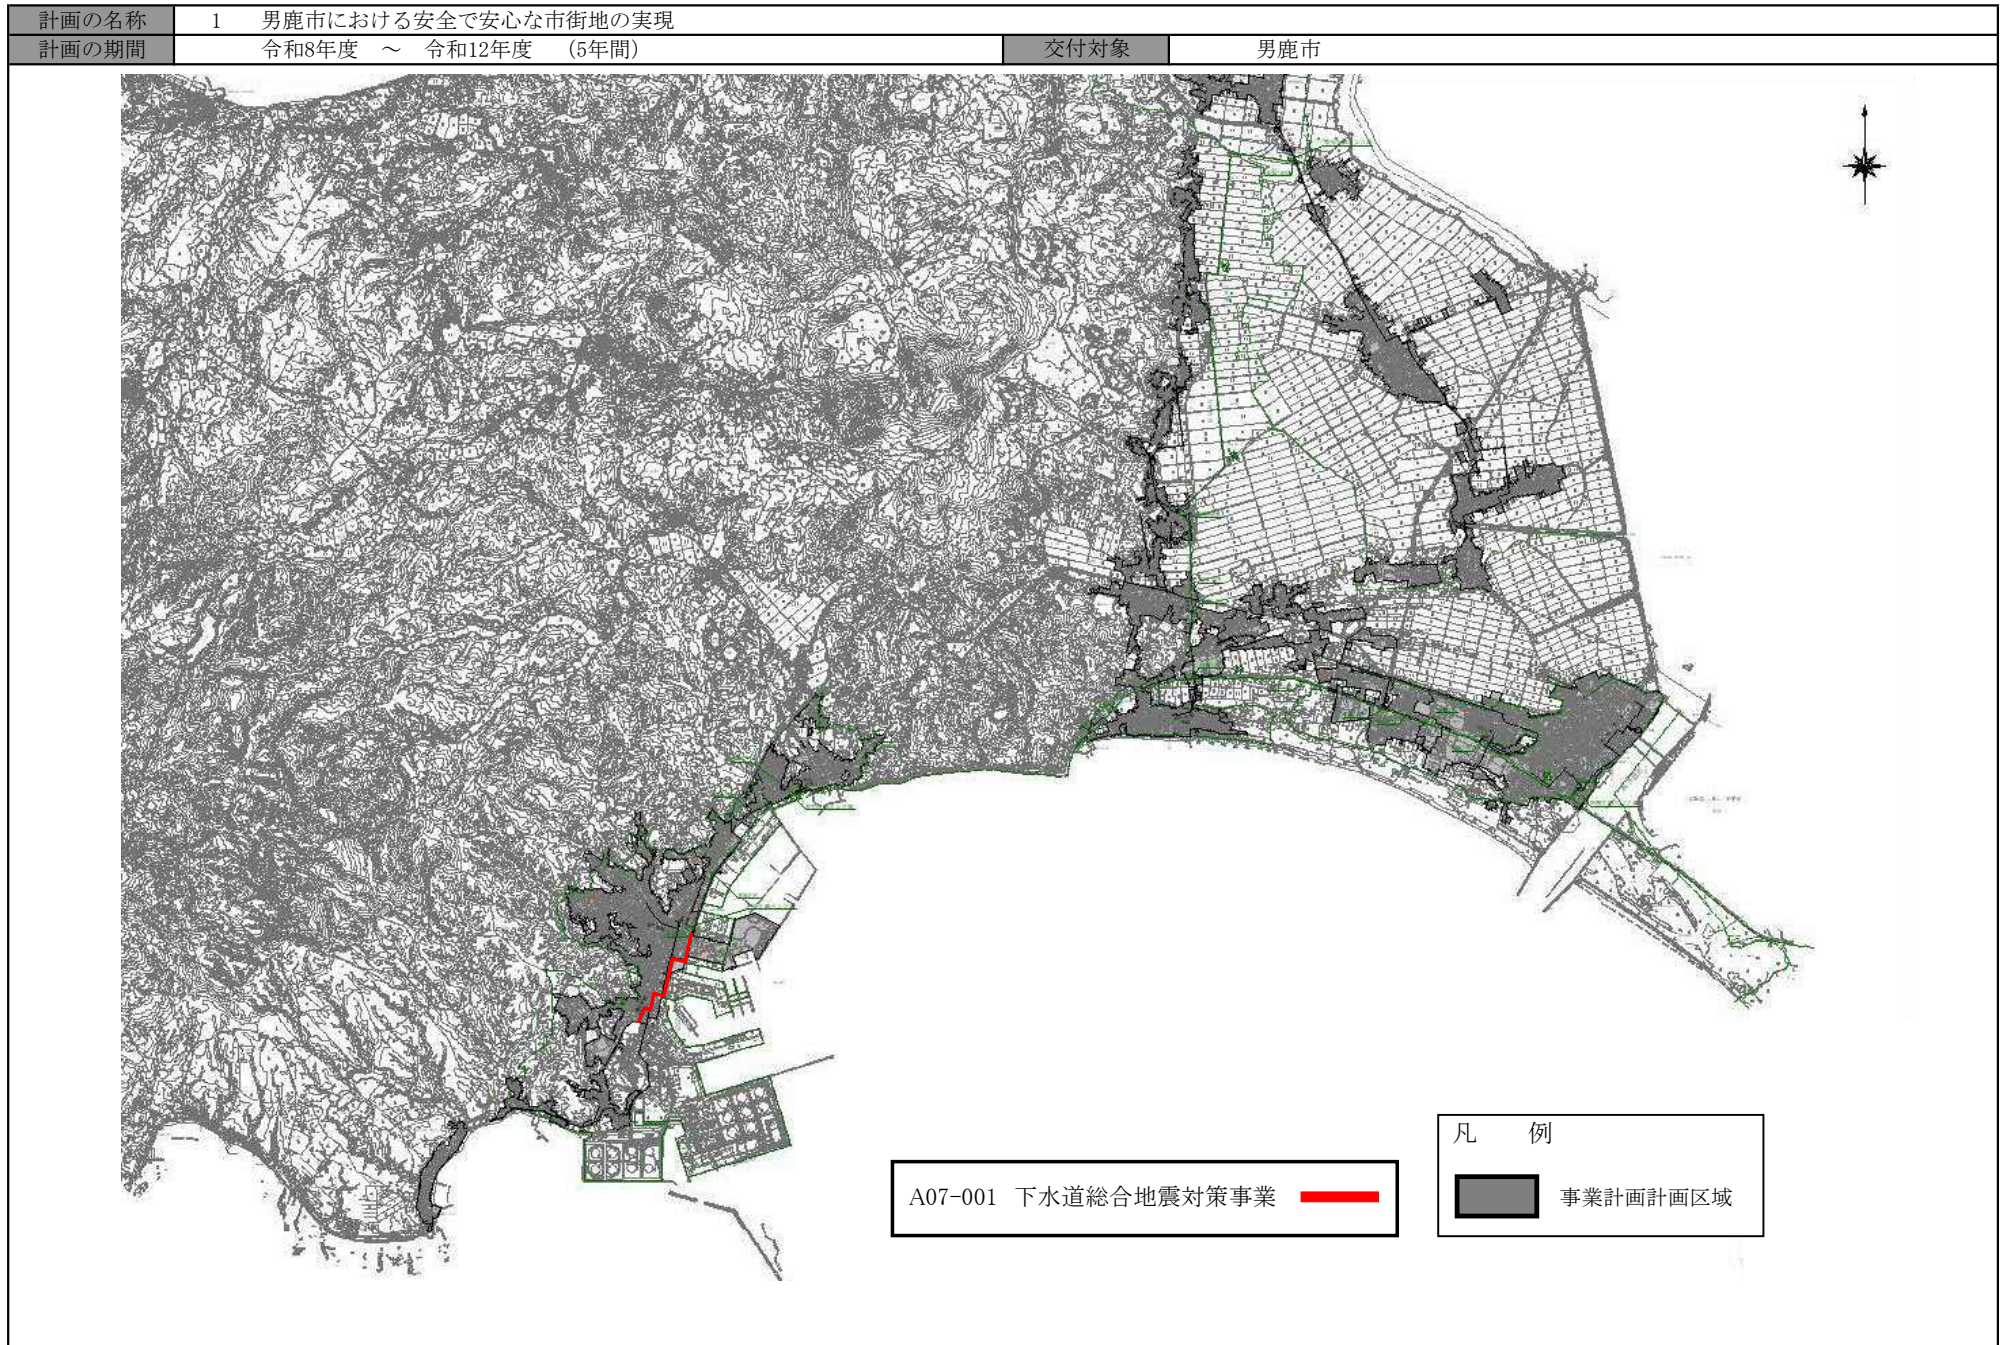 計画の名称 1 男鹿市における安全で安心な市街地の実現
計画の期間 令和8年度 ～ 令和12年度 (5年間) 交付対象 男鹿市
凡 例
事業計画計画区域
A07-001 下水道総合地震対策事業